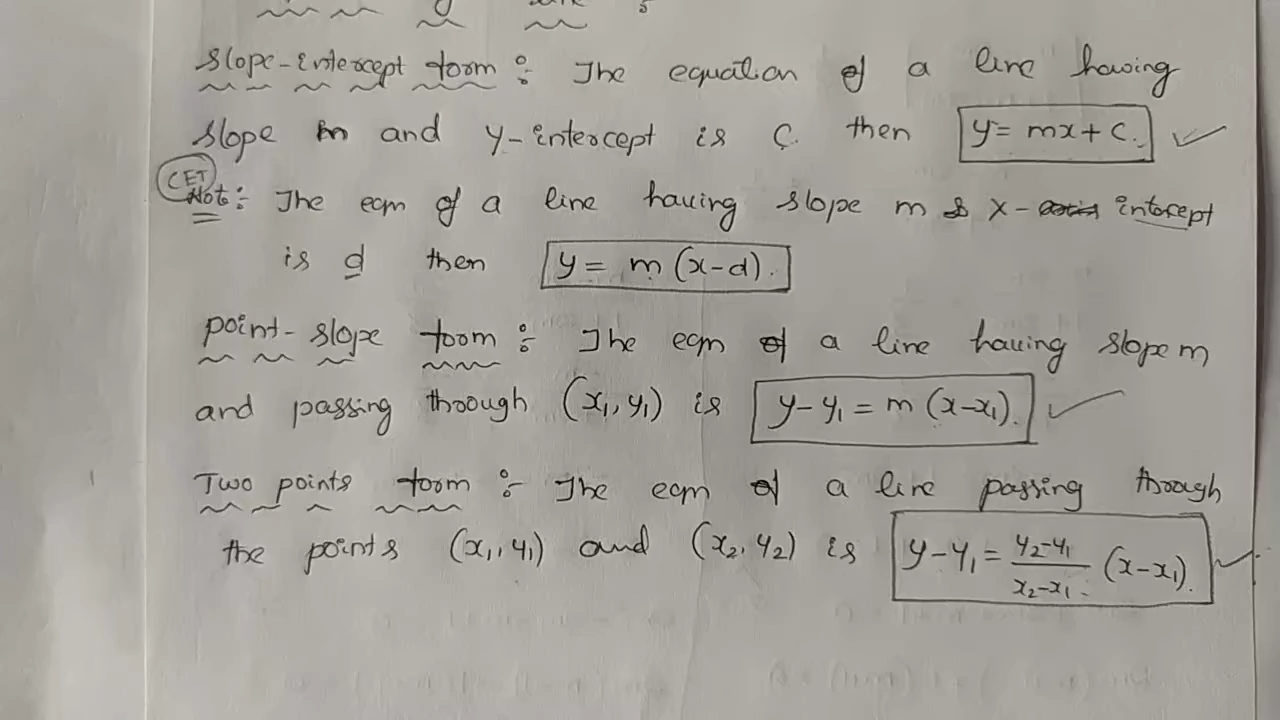 Slope-intercept form :- The equation of a line having
slope m and y-intercept is c. then y = mx + c.
CET
Note:- The eqn of a line having slope m & x- intercept
is d then y = m (x-d).
point-slope form :- The eqn of a line having slope m
and passing through (x₁, y₁) is y-y₁ = m (x-x₁).
Two points form :- The eqn of a line passing through
the points (x₁, y₁) and (x₂, y₂) is y-y₁ = y₂-y₁/x₂-x₁ (x-x₁).